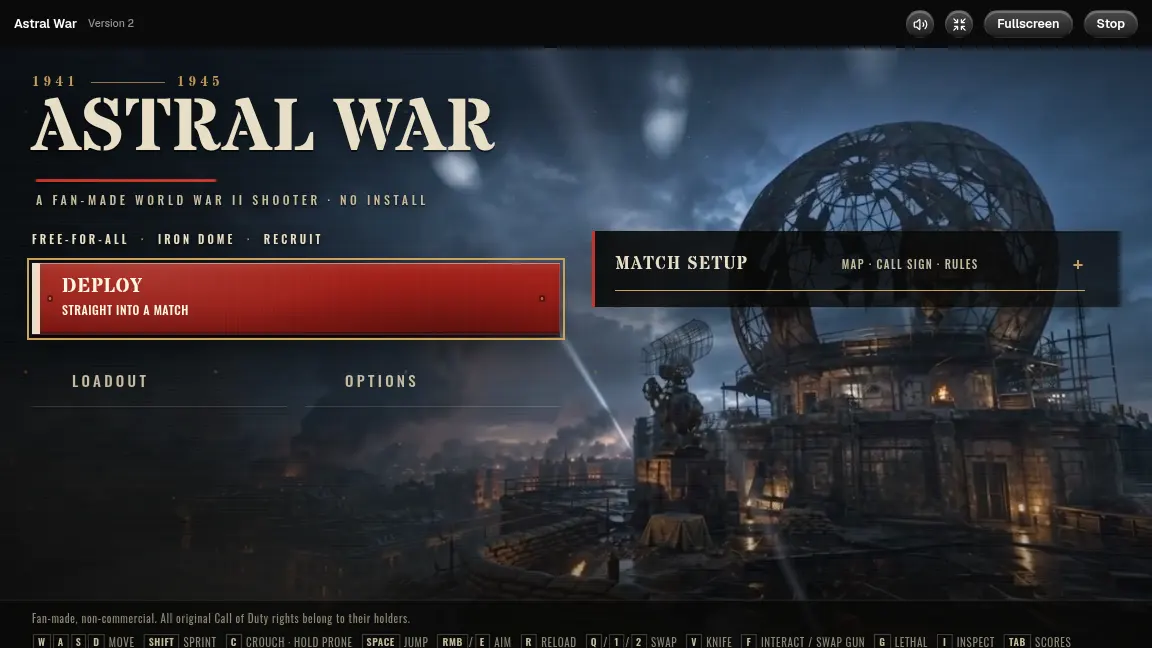 Astral War Version 2 Fullscreen Stop
1941 1945
ASTRAL WAR
A FAN-MADE WORLD WAR II SHOOTER · NO INSTALL
FREE-FOR-ALL · IRON DOME · RECRUIT
DEPLOY
STRAIGHT INTO A MATCH
MATCH SETUP MAP · CALL SIGN · RULES +
LOADOUT OPTIONS
Fan-made, non-commercial. All original Call of Duty rights belong to their holders.
W A S D MOVE SHIFT SPRINT C CROUCH · HOLD PRONE SPACE JUMP RMB / E AIM R RELOAD Q / 1 / 2 SWAP V KNIFE F INTERACT / SWAP GUN G LETHAL I INSPECT TAB SCORES